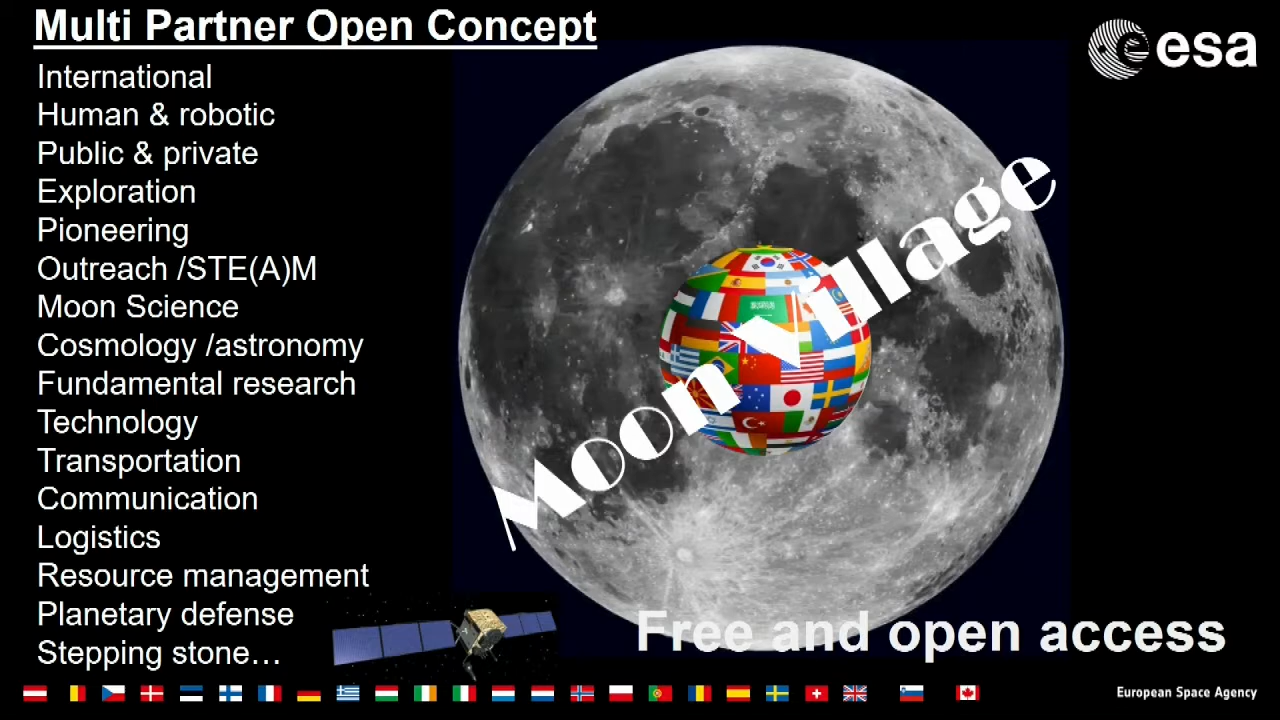 Multi Partner Open Concept
esa
International
Human & robotic
Public & private
Exploration
Pioneering
Outreach /STE(A)M
Moon Science
Cosmology /astronomy
Fundamental research
Technology
Transportation
Communication
Logistics
Resource management
Planetary defense
Stepping stone…
Moon Village
Free and open access
European Space Agency